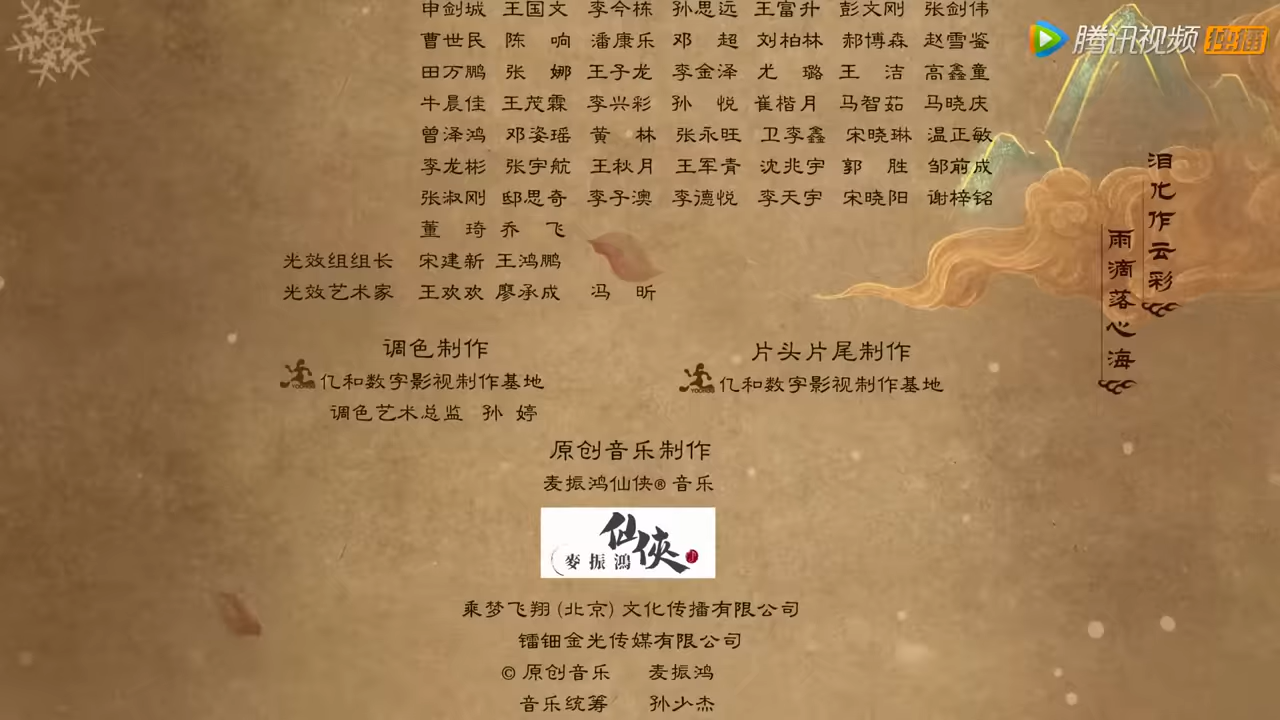 申剑城 王国文 李今栋 孙思远 王富升 彭文刚 张剑伟
曹世民 陈 响 潘康乐 邓 超 刘柏林 郝博森 赵雪鉴
田万鹏 张 娜 王子龙 李金泽 尤 璐 王 洁 高鑫童
牛晨佳 王茂霖 李兴彩 孙 悦 崔楷月 马智茹 马晓庆
曾泽鸿 邓姿瑶 黄 林 张永旺 卫李鑫 宋晓琳 温正敏
李龙彬 张宇航 王秋月 王军青 沈兆宇 郭 胜 邹前成
张淑刚 邸思奇 李子澳 李德悦 李天宇 宋晓阳 谢梓铭
董 琦 乔 飞
光效组组长 宋建新 王鸿鹏
光效艺术家 王欢欢 廖承成 冯 昕
调色制作
亿和数字影视制作基地
调色艺术总监 孙 婷
片头片尾制作
亿和数字影视制作基地
原创音乐制作
麦振鸿仙侠® 音乐
仙侠
麥振鴻
乘梦飞翔(北京)文化传播有限公司
镭钿金光传媒有限公司
© 原创音乐 麦振鸿
音乐统筹 孙少杰
腾讯视频 独播
泪化作云彩
雨滴落心海